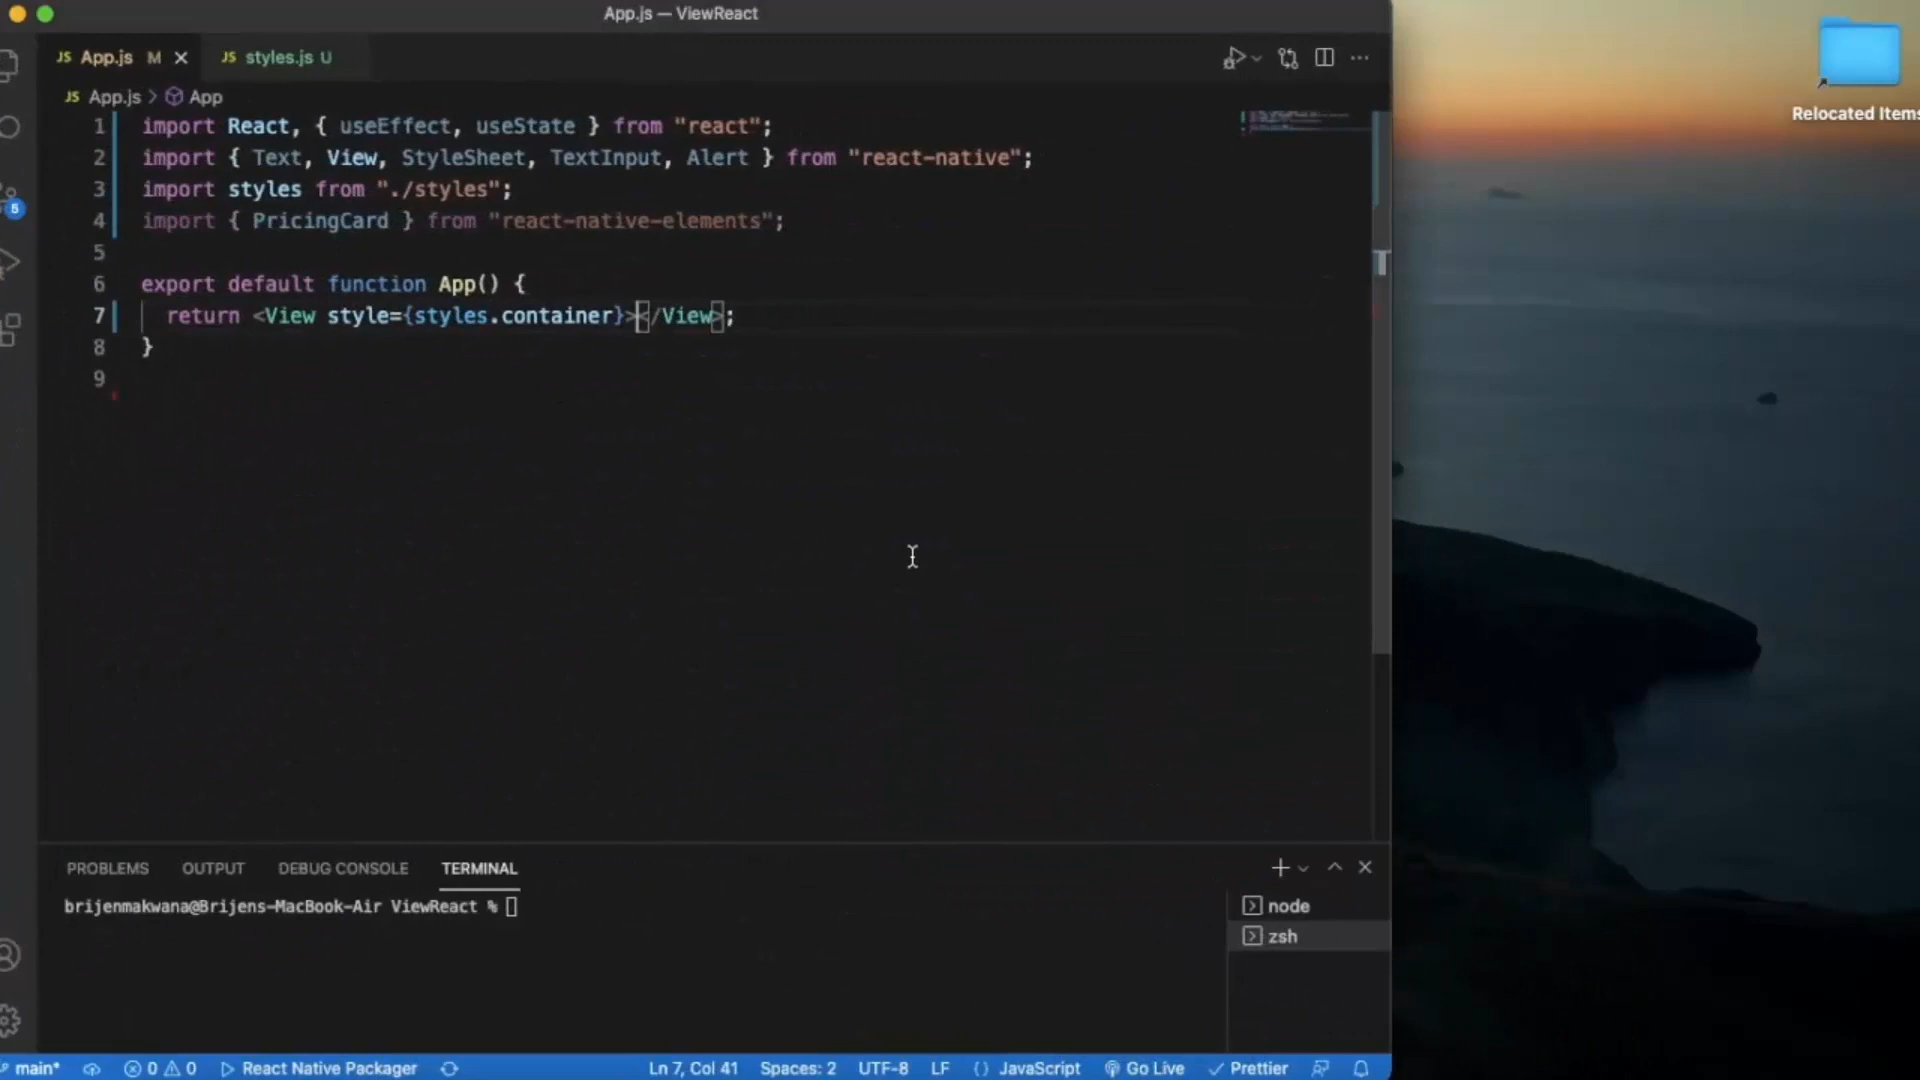 App.js — ViewReact
JS App.js M
JS styles.js U
JS App.js > App
Relocated Items
1 import React, { useEffect, useState } from "react";
2 import { Text, View, StyleSheet, TextInput, Alert } from "react-native";
3 import styles from "./styles";
4 import { PricingCard } from "react-native-elements";
5
6 export default function App() {
7 return <View style={styles.container}></View>;
8 }
9
5
PROBLEMS OUTPUT DEBUG CONSOLE TERMINAL
brijenmakwana@Brijens-MacBook-Air ViewReact %
node
zsh
main* 0 0 React Native Packager Ln 7, Col 41 Spaces: 2 UTF-8 LF {} JavaScript Go Live Prettier